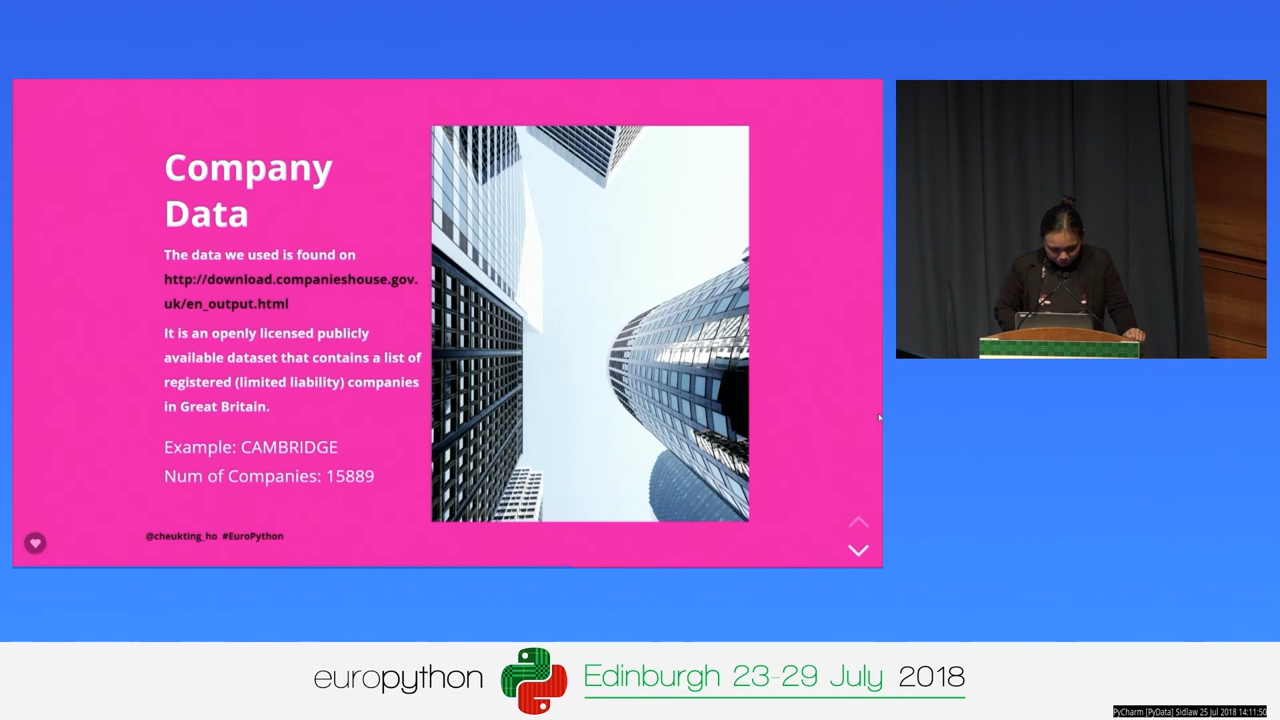 Company
Data
The data we used is found on
http://download.companieshouse.gov.
uk/en_output.html
It is an openly licensed publicly
available dataset that contains a list of
registered (limited liability) companies
in Great Britain.
Example: CAMBRIDGE
Num of Companies: 15889
@cheukting_ho #EuroPython
europython
Edinburgh 23-29 July 2018
PyCharm [PyData] Sidlaw 25 Jul 2018 14:11:50